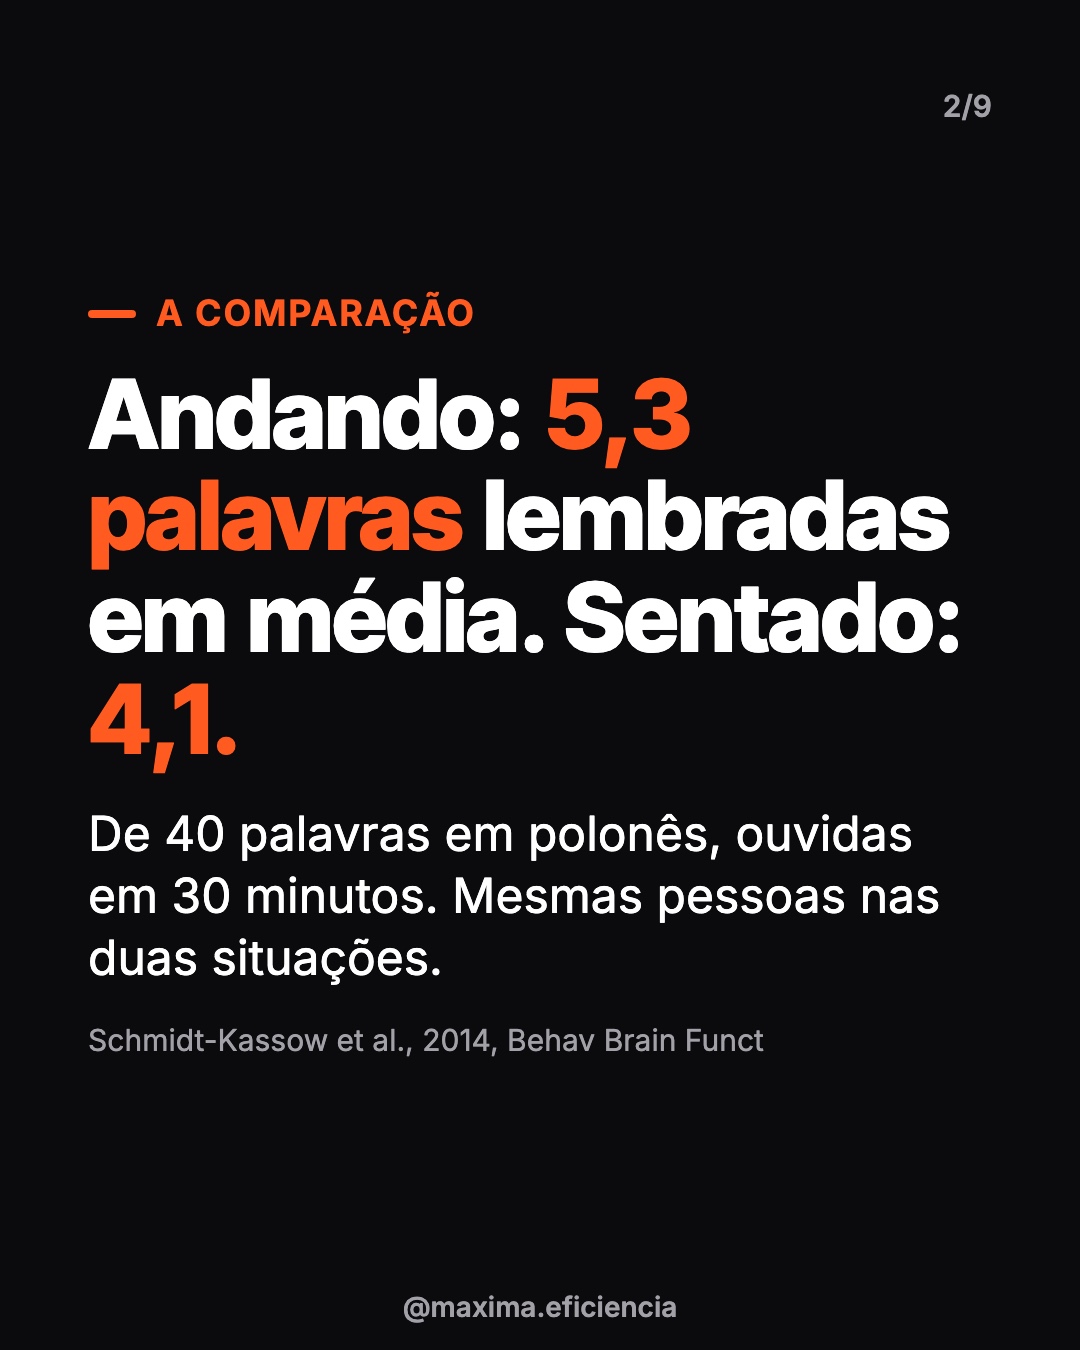 2/9
A COMPARAÇÃO
Andando: 5,3
palavras lembradas
em média. Sentado:
4,1.
De 40 palavras em polonês, ouvidas
em 30 minutos. Mesmas pessoas nas
duas situações.
Schmidt-Kassow et al., 2014, Behav Brain Funct
@maxima.eficiencia